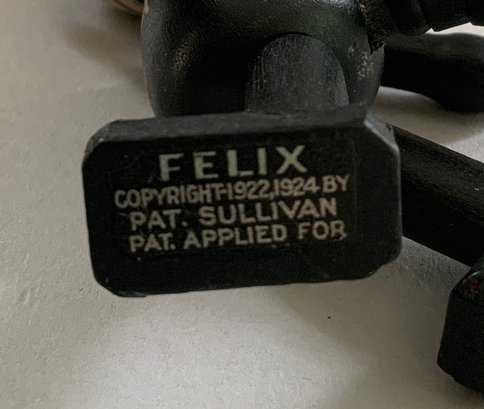 FELIX
COPYRIGHT-1922,1924 BY
PAT. SULLIVAN
PAT. APPLIED FOR